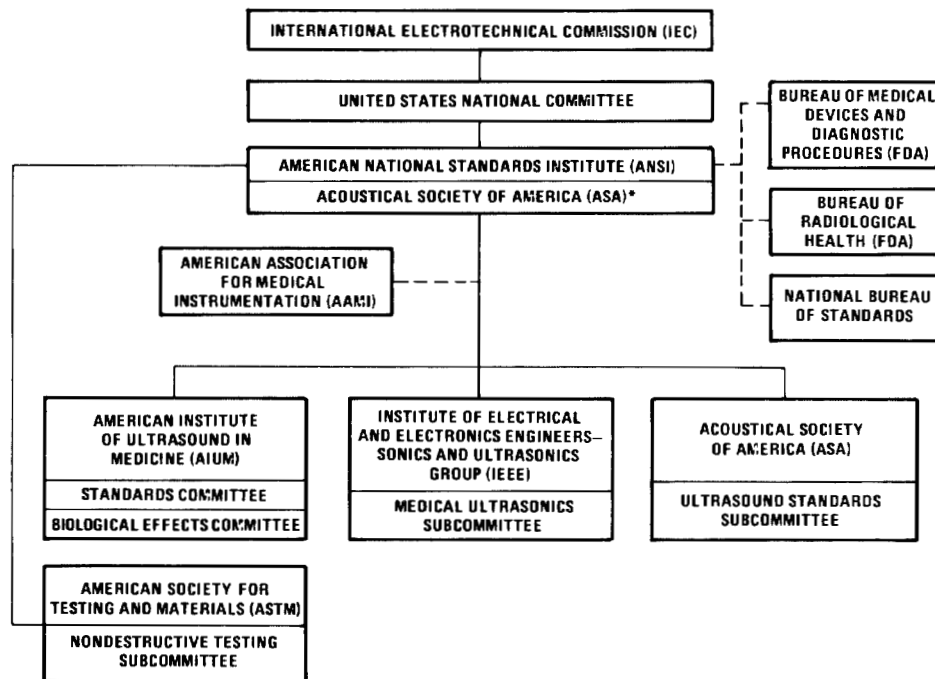 INTERNATIONAL ELECTROTECHNICAL COMMISSION (IEC)
UNITED STATES NATIONAL COMMITTEE
AMERICAN NATIONAL STANDARDS INSTITUTE (ANSI)
ACOUSTICAL SOCIETY OF AMERICA (ASA)*
BUREAU OF MEDICAL
DEVICES AND
DIAGNOSTIC
PROCEDURES (FDA)
BUREAU OF
RADIOLOGICAL
HEALTH (FDA)
NATIONAL BUREAU
OF STANDARDS
AMERICAN ASSOCIATION
FOR MEDICAL
INSTRUMENTATION (AAMI)
AMERICAN INSTITUTE
OF ULTRASOUND IN
MEDICINE (AIUM)
STANDARDS COMMITTEE
BIOLOGICAL EFFECTS COMMITTEE
INSTITUTE OF ELECTRICAL
AND ELECTRONICS ENGINEERS–
SONICS AND ULTRASONICS
GROUP (IEEE)
MEDICAL ULTRASONICS
SUBCOMMITTEE
ACOUSTICAL SOCIETY
OF AMERICA (ASA)
ULTRASOUND STANDARDS
SUBCOMMITTEE
AMERICAN SOCIETY FOR
TESTING AND MATERIALS (ASTM)
NONDESTRUCTIVE TESTING
SUBCOMMITTEE